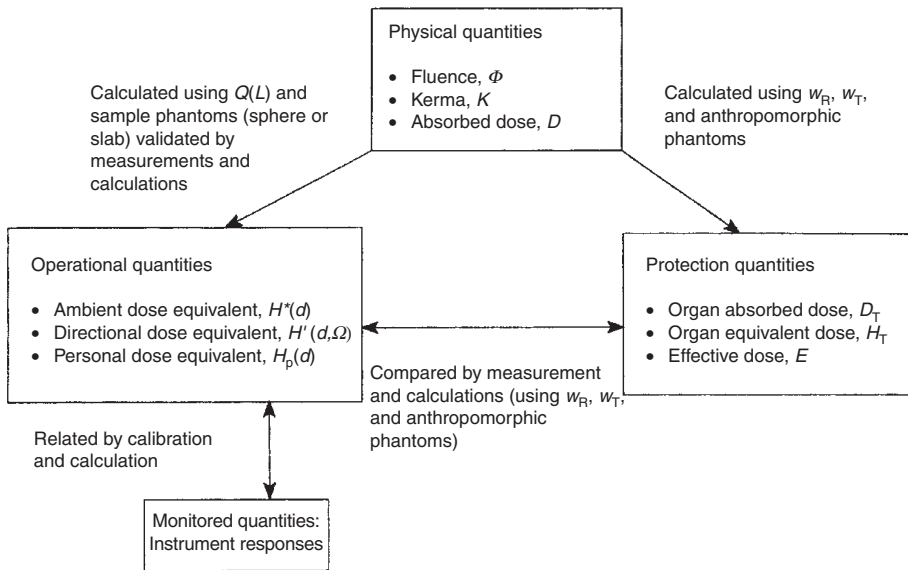 Physical quantities
• Fluence, Φ
• Kerma, K
• Absorbed dose, D
Calculated using Q(L) and
sample phantoms (sphere or
slab) validated by
measurements and
calculations
Calculated using wR, wT,
and anthropomorphic
phantoms
Operational quantities
• Ambient dose equivalent, H*(d)
• Directional dose equivalent, H′(d,Ω)
• Personal dose equivalent, Hp(d)
Protection quantities
• Organ absorbed dose, DT
• Organ equivalent dose, HT
• Effective dose, E
Compared by measurement
and calculations (using wR, wT,
and anthropomorphic
phantoms)
Related by calibration
and calculation
Monitored quantities:
Instrument responses